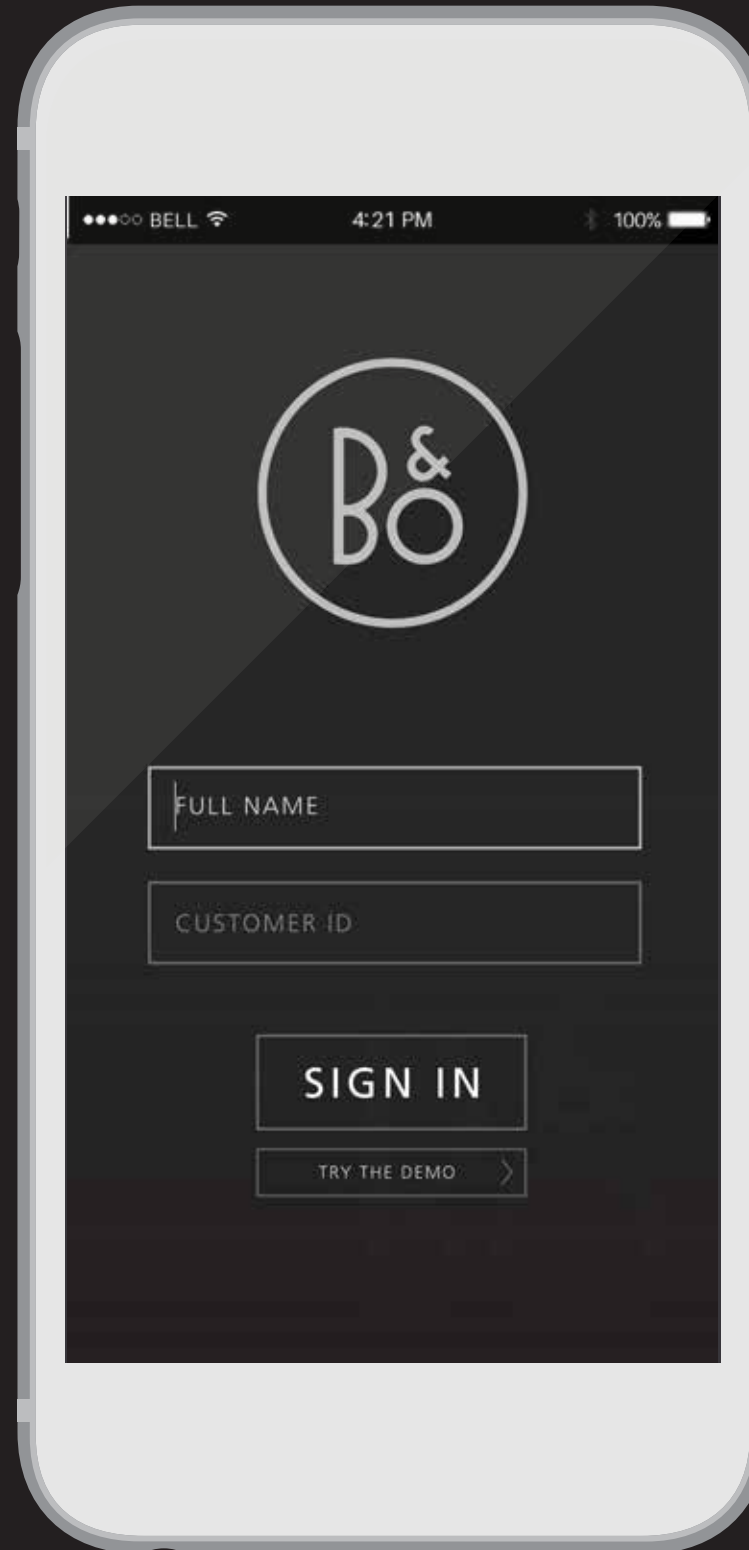 ●●●○○ BELL 4:21 PM 100%
B&O
FULL NAME
CUSTOMER ID
SIGN IN
TRY THE DEMO